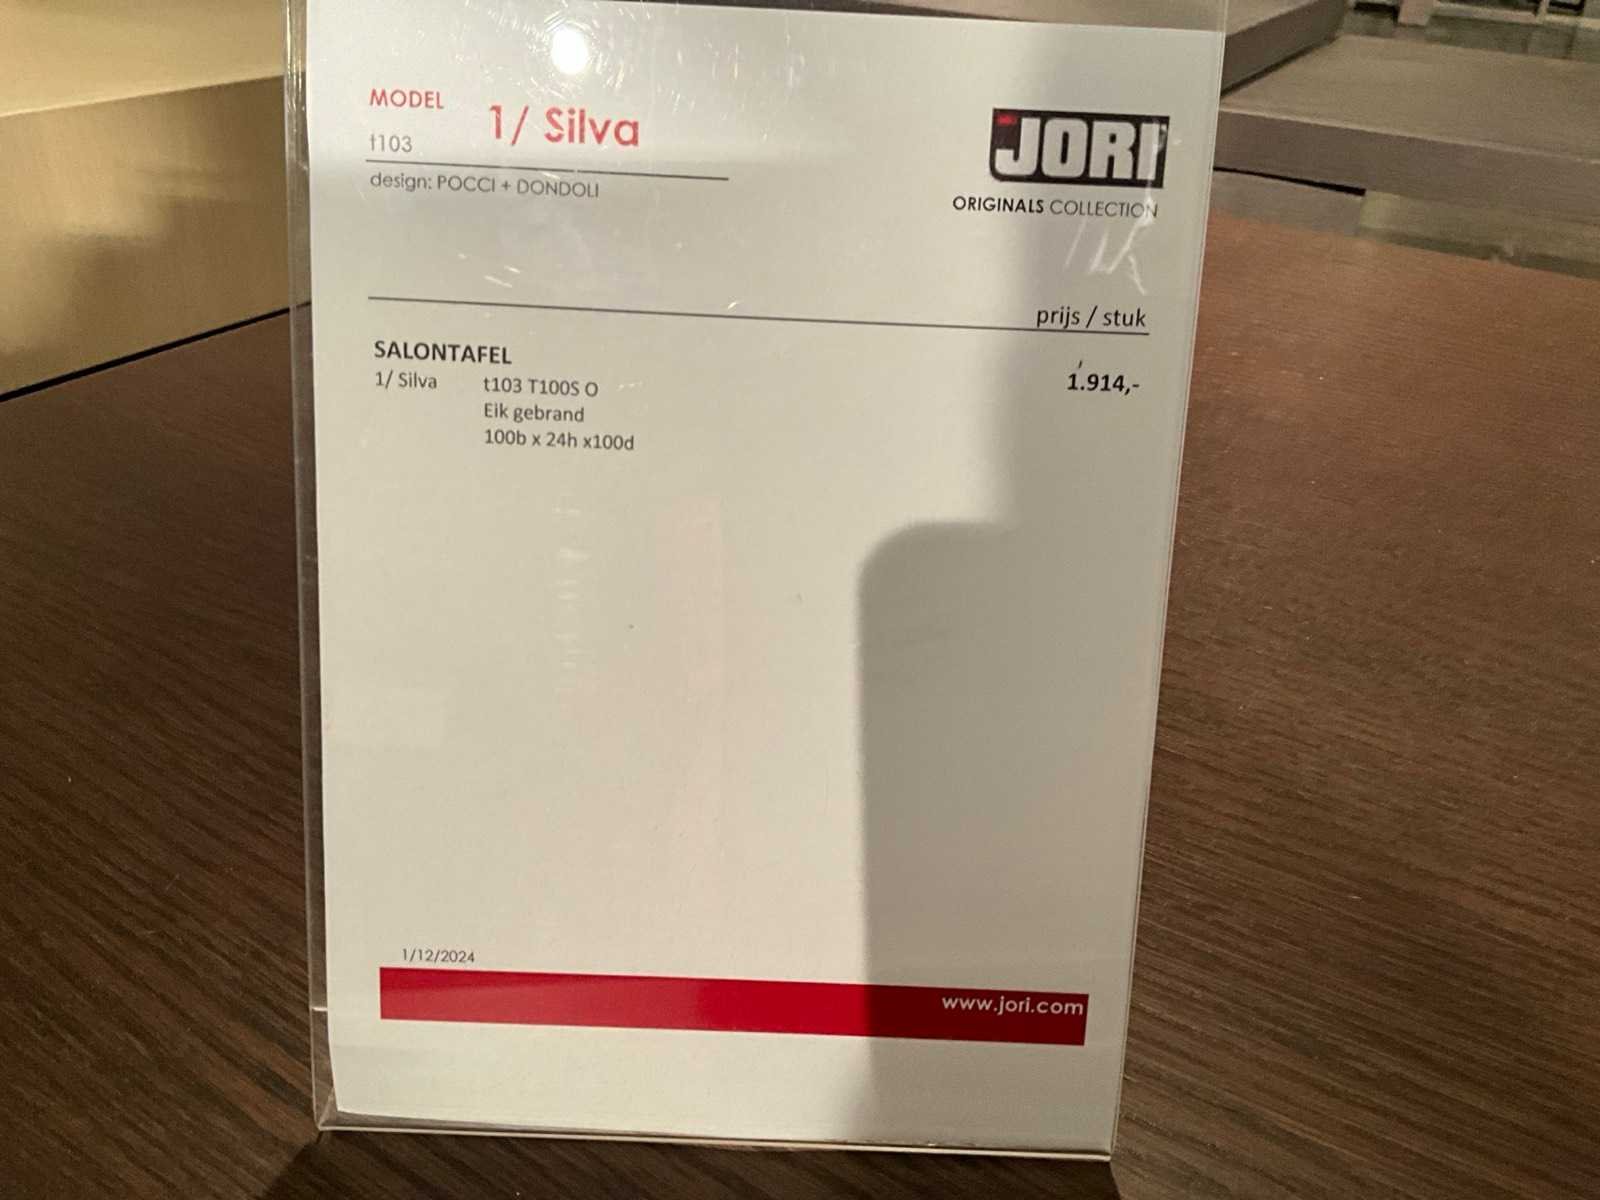 MODEL
1/ Silva
t103
design: POCCI + DONDOLI
JORI
ORIGINALS COLLECTION
prijs / stuk
SALONTAFEL
1/ Silva t103 T100S O 1.914,-
Eik gebrand
100b x 24h x100d
1/12/2024
www.jori.com